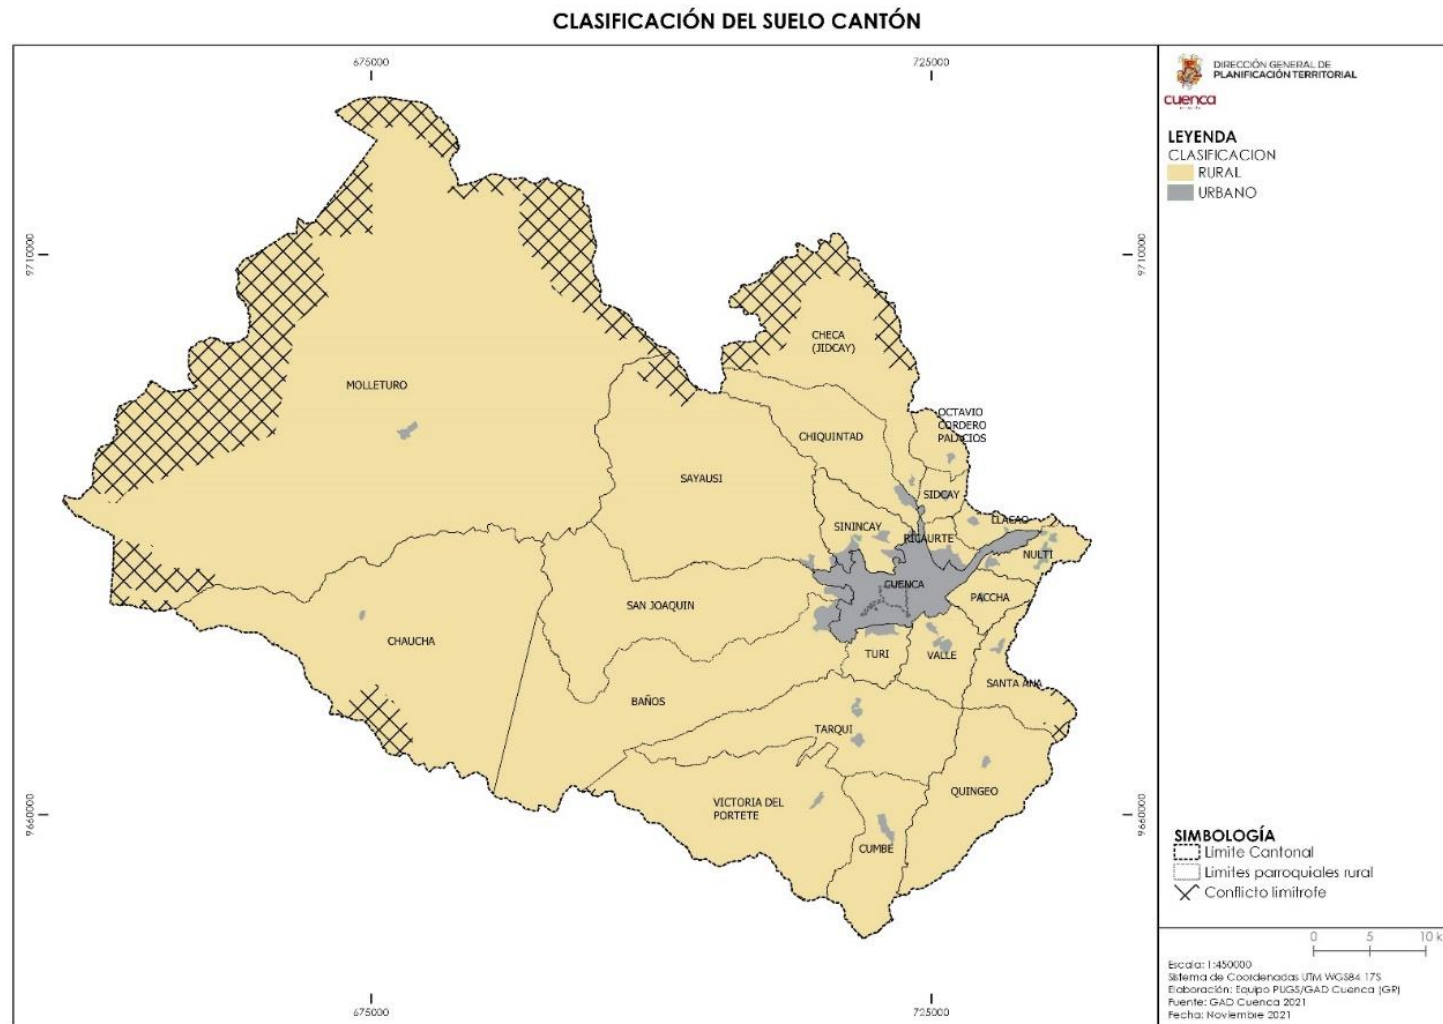 CLASIFICACIÓN DEL SUELO CANTÓN
675000
725000
DIRECCIÓN GENERAL DE
PLANIFICACIÓN TERRITORIAL
cuenca
LEYENDA
CLASIFICACION
RURAL
URBANO
9710000
9710000
CHECA
(JIDCAY)
MOLLETURO
OCTAVIO
CORDERO
PALACIOS
CHIQUINTAD
SAYAUSI
SIDCAY
LLACAO
SININCAY
RICAURTE
NULTI
CUENCA
PACCHA
SAN JOAQUIN
CHAUCHA
TURI
VALLE
SANTA ANA
BAÑOS
TARQUI
QUINGEO
VICTORIA DEL
PORTETE
CUMBE
9660000
9660000
SIMBOLOGÍA
Limite Cantonal
Limites parroquiales rural
Conflicto limitrofe
0 5 10 k
Escala: 1:450000
Sistema de Coordenadas UTM WGS84 17S
Elaboración: Equipo PUGS/GAD Cuenca (GR)
Fuente: GAD Cuenca 2021
Fecha: Noviembre 2021
675000
725000